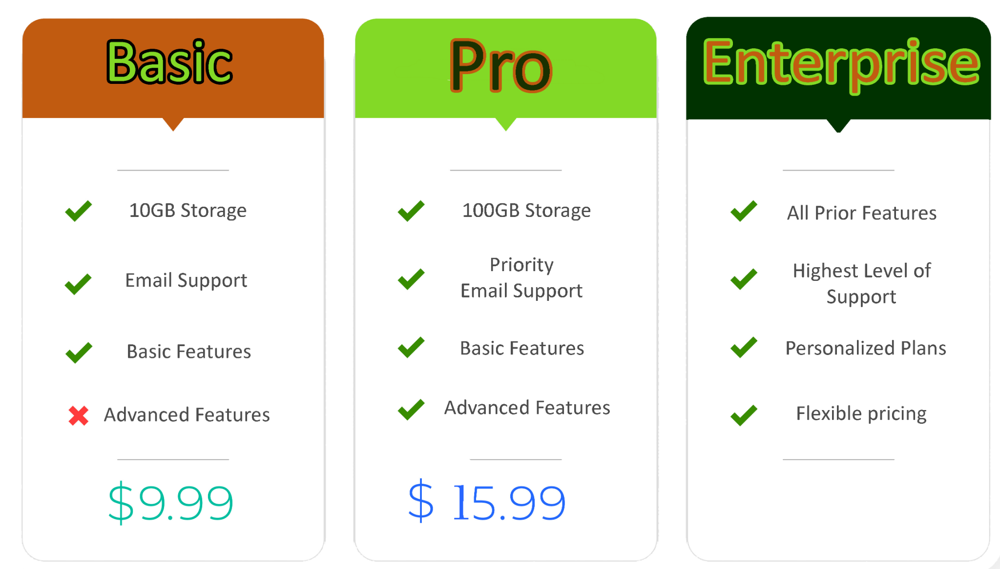 Basic
10GB Storage
Email Support
Basic Features
Advanced Features
$9.99
Pro
100GB Storage
Priority
Email Support
Basic Features
Advanced Features
$ 15.99
Enterprise
All Prior Features
Highest Level of
Support
Personalized Plans
Flexible pricing